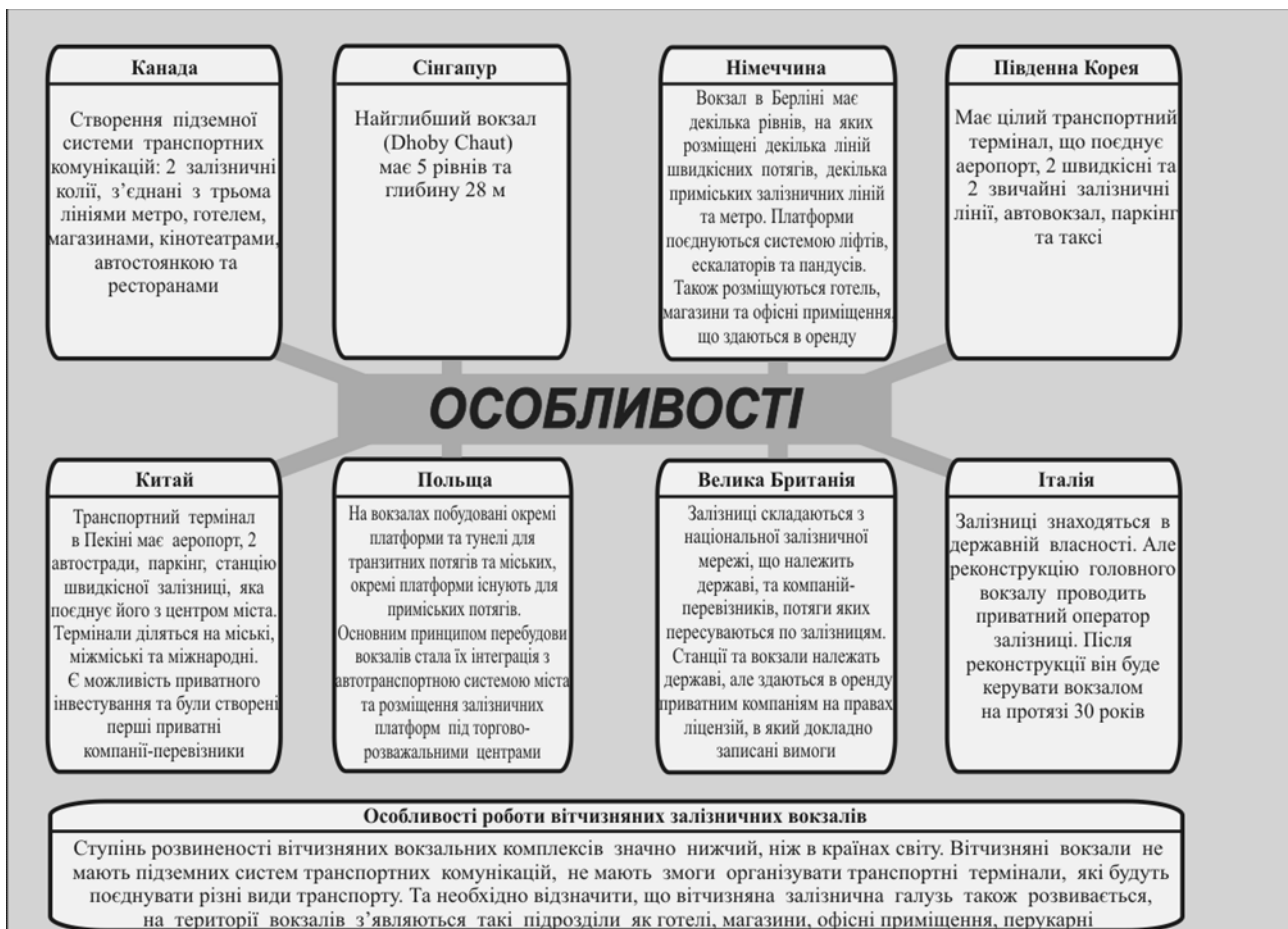 Канада
Створення підземної
системи транспортних
комунікацій: 2 залізничні
колії, з’єднані з трьома
лініями метро, готелем,
магазинами, кінотеатрами,
автостоянкою та
ресторанами
Сінгапур
Найглибший вокзал
(Dhoby Chaut)
має 5 рівнів та
глибину 28 м
Німеччина
Вокзал в Берліні має
декілька рівнів, на яких
розміщені декілька ліній
швидкісних потягів, декілька
приміських залізничних ліній
та метро. Платформи
поєднуються системою ліфтів,
ескалаторів та пандусів.
Також розміщуються готель,
магазини та офісні приміщення,
що здаються в оренду
Південна Корея
Має цілий транспортний
термінал, що поєднує
аеропорт, 2 швидкісні та
2 звичайні залізничні
лінії, автовокзал, паркінг
та таксі
ОСОБЛИВОСТІ
Китай
Транспортний термінал
в Пекіні має аеропорт, 2
автостради, паркінг, станцію
швидкісної залізниці, яка
поєднує його з центром міста.
Термінали діляться на міські,
міжміські та міжнародні.
Є можливість приватного
інвестування та були створені
перші приватні
компанії-перевізники
Польща
На вокзалах побудовані окремі
платформи та тунелі для
транзитних потягів та міських,
окремі платформи існують для
приміських потягів.
Основним принципом перебудови
вокзалів стала їх інтеграція з
автотранспортною системою міста
та розміщення залізничних
платформ під торгово-
розважальними центрами
Велика Британія
Залізниці складаються з
національної залізничної
мережі, що належить
державі, та компаній-
перевізників, потяги яких
пересуваються по залізницям.
Станції та вокзали належать
державі, але здаються в оренду
приватним компаніям на правах
ліцензій, в який докладно
записані вимоги
Італія
Залізниці знаходяться в
державній власності. Але
реконструкцію головного
вокзалу проводить
приватний оператор
залізниці. Після
реконструкції він буде
керувати вокзалом
на протязі 30 років
Особливості роботи вітчизняних залізничних вокзалів
Ступінь розвиненості вітчизняних вокзальних комплексів значно нижчий, ніж в країнах світу. Вітчизняні вокзали не
мають підземних систем транспортних комунікацій, не мають змоги організувати транспортні термінали, які будуть
поєднувати різні види транспорту. Та необхідно відзначити, що вітчизняна залізнична галузь також розвивається,
на території вокзалів з’являються такі підрозділи як готелі, магазини, офісні приміщення, перукарні